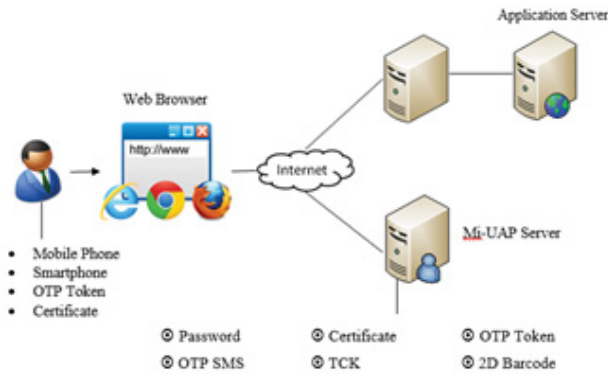 Application Server
Web Browser
http://www
Internet
Mi-UAP Server
• Mobile Phone
• Smartphone
• OTP Token
• Certificate
⦿ Password ⦿ Certificate ⦿ OTP Token
⦿ OTP SMS ⦿ TCK ⦿ 2D Barcode